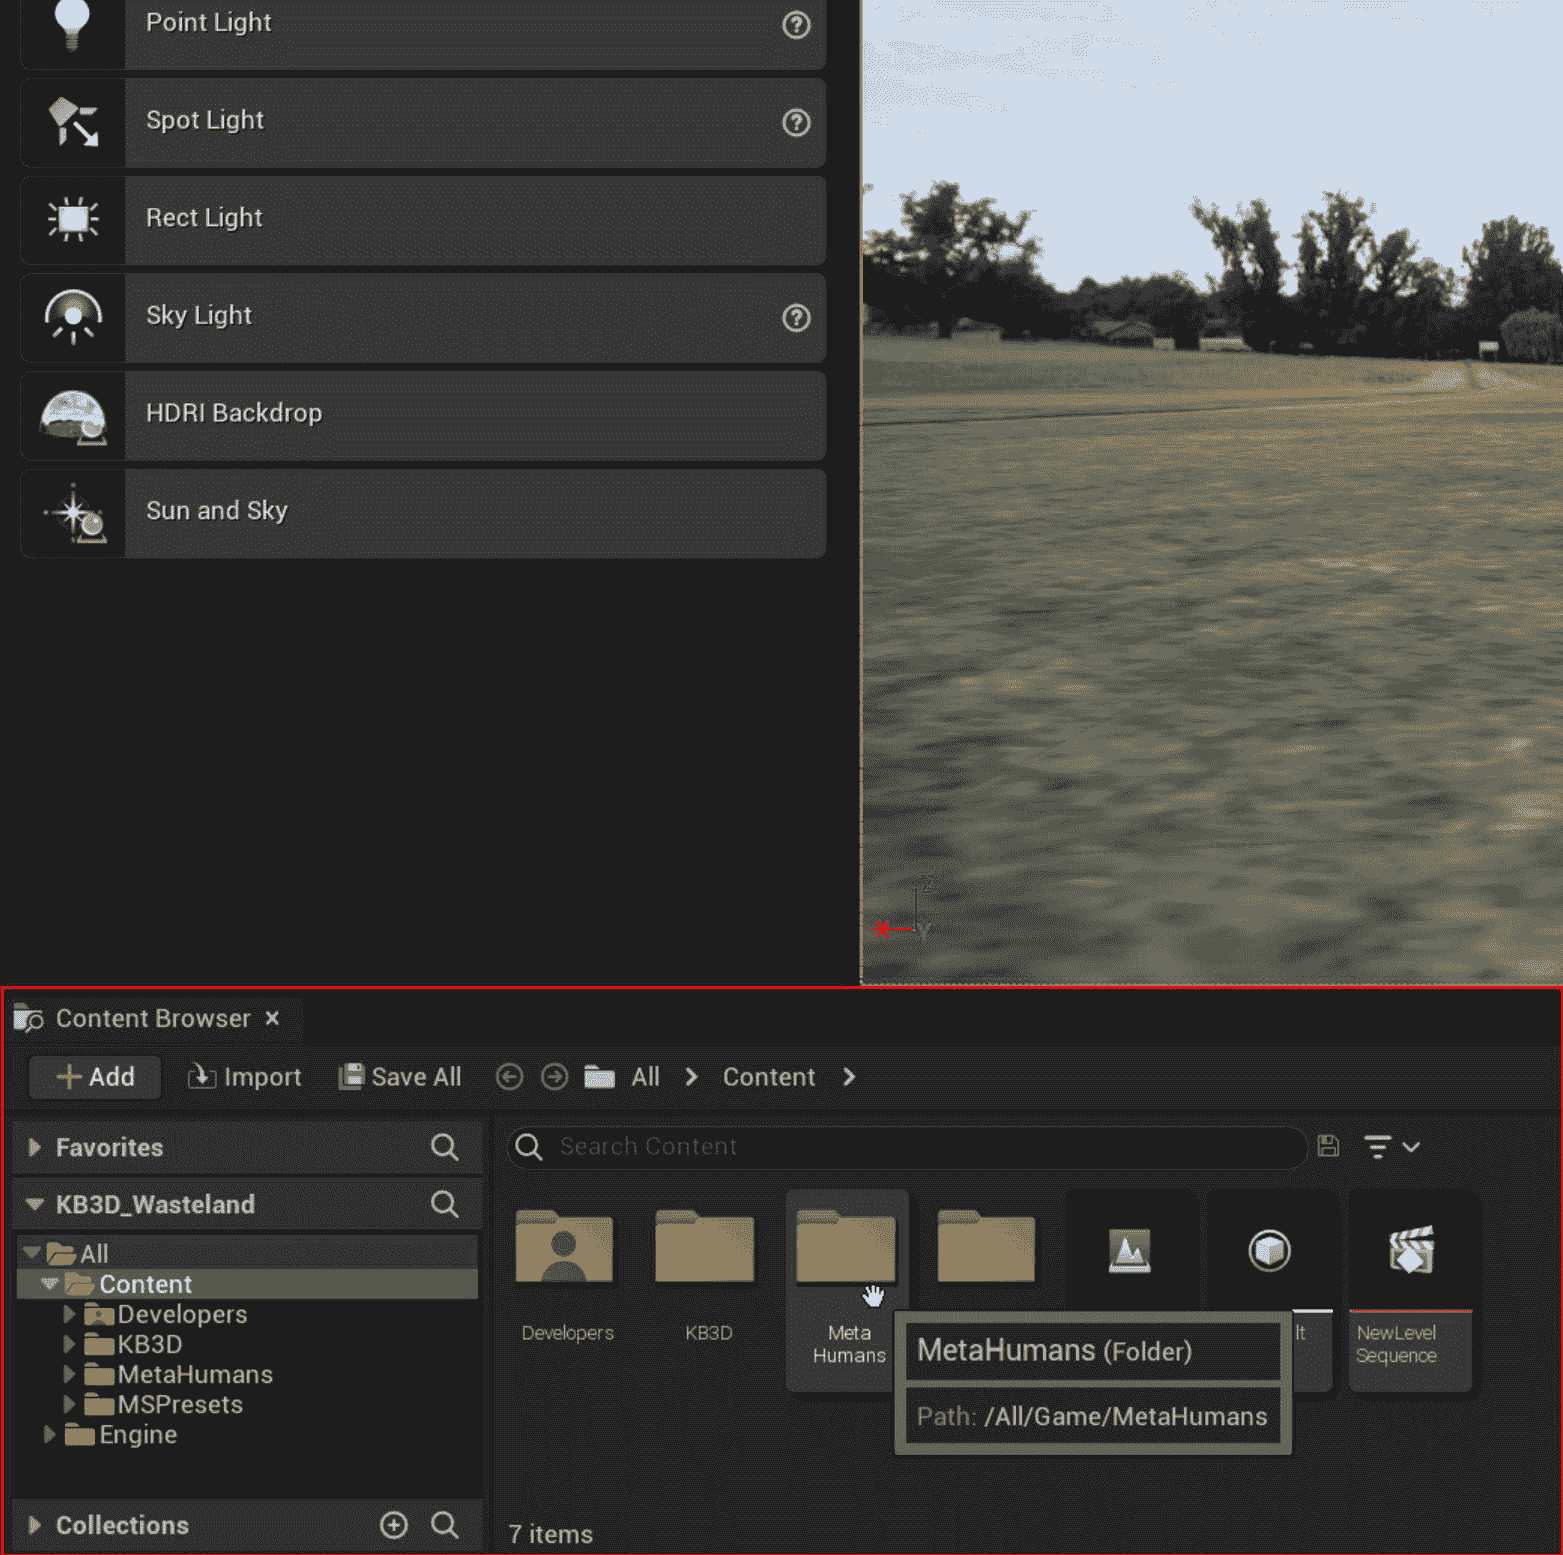 Point Light
Spot Light
Rect Light
Sky Light
HDRI Backdrop
Sun and Sky
Z
X
Y
Content Browser
Add
Import
Save All
All
Content
Favorites
Search Content
KB3D_Wasteland
All
Content
Developers
KB3D
MetaHumans
MSPresets
Engine
Collections
Developers
KB3D
Meta
Humans
lt
NewLevel
Sequence
MetaHumans (Folder)
Path: /All/Game/MetaHumans
7 items